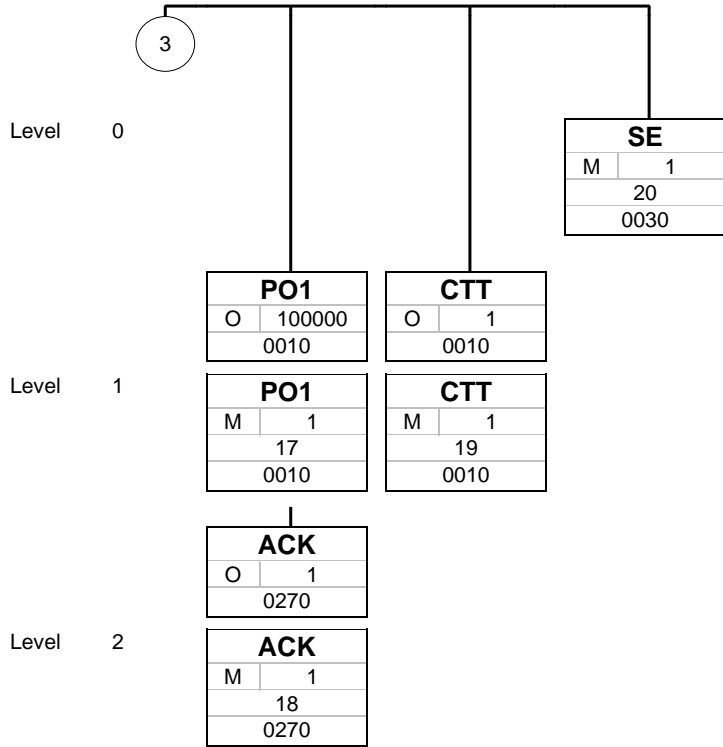 3
Level 0
SE
M 1
20
0030
PO1 CTT
O 100000 O 1
0010 0010
Level 1
PO1 CTT
M 1 M 1
17 19
0010 0010
ACK
O 1
0270
Level 2
ACK
M 1
18
0270